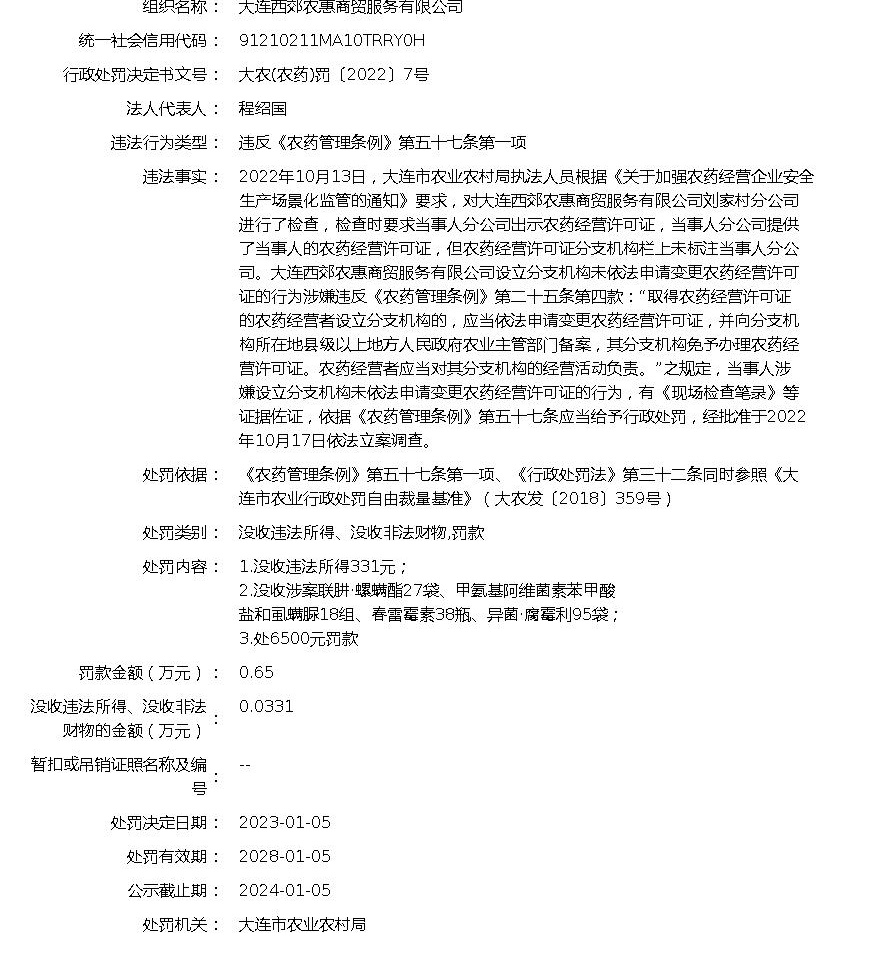 组织名称： 大连西郊农惠商贸服务有限公司
统一社会信用代码： 91210211MA10TRRY0H
行政处罚决定书文号： 大农(农药)罚〔2022〕7号
法人代表人： 程绍国
违法行为类型： 违反《农药管理条例》第五十七条第一项
违法事实： 2022年10月13日，大连市农业农村局执法人员根据《关于加强农药经营企业安全
生产场景化监管的通知》要求，对大连西郊农惠商贸服务有限公司刘家村分公司
进行了检查，检查时要求当事人分公司出示农药经营许可证，当事人分公司提供
了当事人的农药经营许可证，但农药经营许可证分支机构栏上未标注当事人分公
司。大连西郊农惠商贸服务有限公司设立分支机构未依法申请变更农药经营许可
证的行为涉嫌违反《农药管理条例》第二十五条第四款：“取得农药经营许可证
的农药经营者设立分支机构的，应当依法申请变更农药经营许可证，并向分支机
构所在地县级以上地方人民政府农业主管部门备案，其分支机构免予办理农药经
营许可证。农药经营者应当对其分支机构的经营活动负责。”之规定，当事人涉
嫌设立分支机构未依法申请变更农药经营许可证的行为，有《现场检查笔录》等
证据佐证，依据《农药管理条例》第五十七条应当给予行政处罚，经批准于2022
年10月17日依法立案调查。
处罚依据： 《农药管理条例》第五十七条第一项、《行政处罚法》第三十二条同时参照《大
连市农业行政处罚自由裁量基准》（大农发〔2018〕359号）
处罚类别： 没收违法所得、没收非法财物,罚款
处罚内容： 1.没收违法所得331元；
2.没收涉案联肼·螺螨酯27袋、甲氨基阿维菌素苯甲酸
盐和虱螨脲18组、春雷霉素38瓶、异菌·腐霉利95袋；
3.处6500元罚款
罚款金额（万元）： 0.65
没收违法所得、没收非法
财物的金额（万元）： 0.0331
暂扣或吊销证照名称及编
号： --
处罚决定日期： 2023-01-05
处罚有效期： 2028-01-05
公示截止期： 2024-01-05
处罚机关： 大连市农业农村局